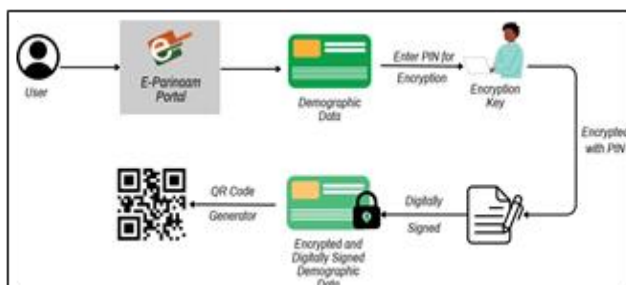 User
E-Parinaam
Portal
Demographic
Data
Enter PIN for
Encryption
Encryption
Key
Encrypted
with PIN
Digitally
Signed
Encrypted and
Digitally Signed
Demographic
Data
QR Code
Generator